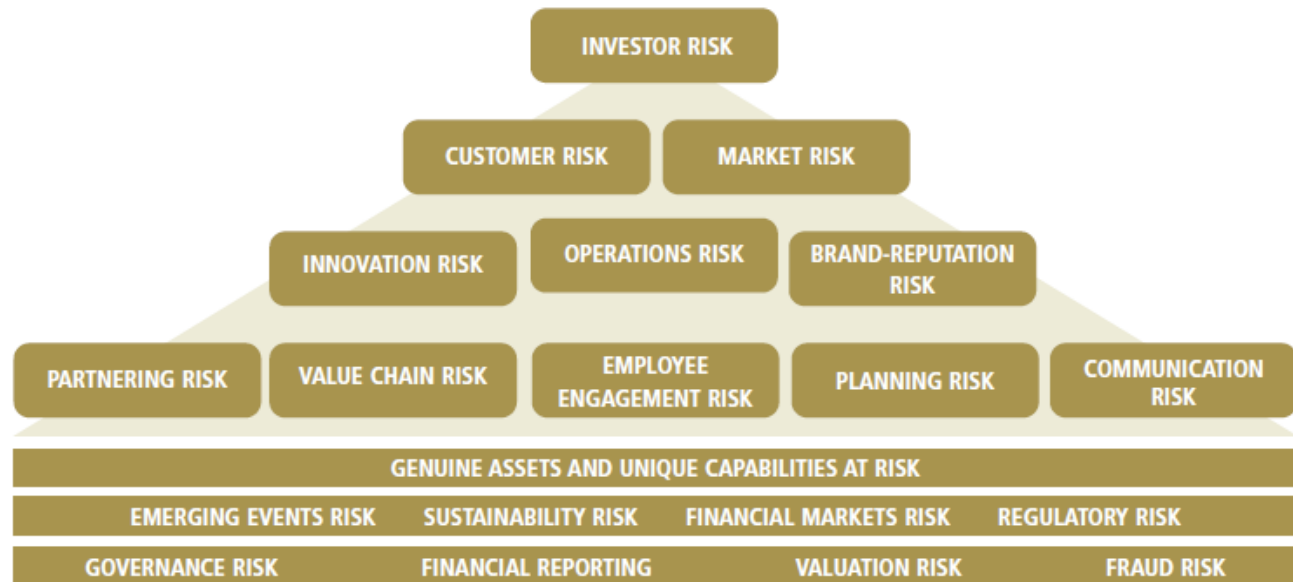 INVESTOR RISK
CUSTOMER RISK
MARKET RISK
INNOVATION RISK
OPERATIONS RISK
BRAND-REPUTATION
RISK
PARTNERING RISK
VALUE CHAIN RISK
EMPLOYEE
ENGAGEMENT RISK
PLANNING RISK
COMMUNICATION
RISK
GENUINE ASSETS AND UNIQUE CAPABILITIES AT RISK
EMERGING EVENTS RISK SUSTAINABILITY RISK FINANCIAL MARKETS RISK REGULATORY RISK
GOVERNANCE RISK FINANCIAL REPORTING VALUATION RISK FRAUD RISK